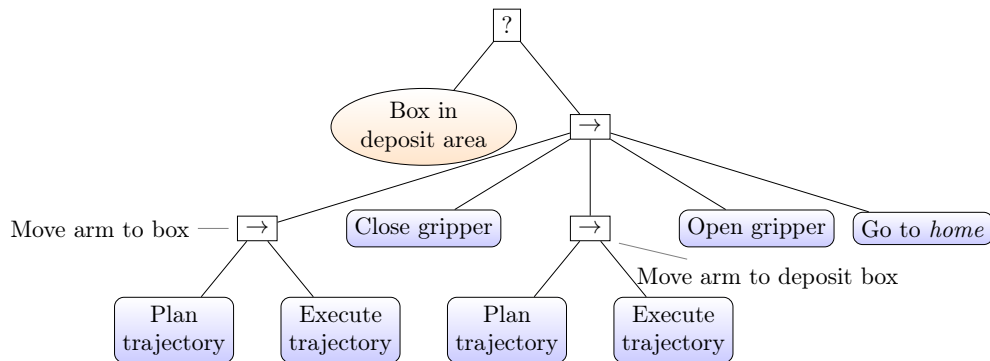 ?
Box in
deposit area
→
Move arm to box
→
Close gripper
→
Open gripper
Go to home
Move arm to deposit box
Plan
trajectory
Execute
trajectory
Plan
trajectory
Execute
trajectory